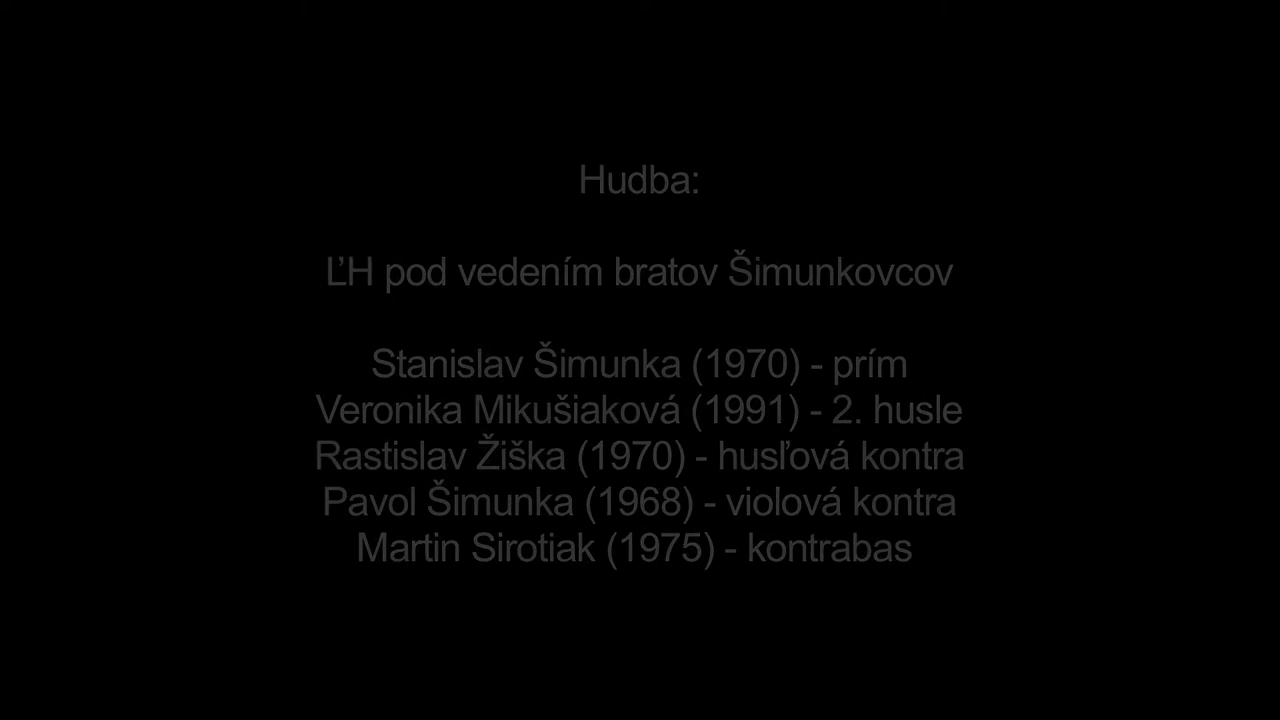 Hudba:
ĽH pod vedením bratov Šimunkovcov
Stanislav Šimunka (1970) - prím
Veronika Mikušiaková (1991) - 2. husle
Rastislav Žiška (1970) - husľová kontra
Pavol Šimunka (1968) - violová kontra
Martin Sirotiak (1975) - kontrabas